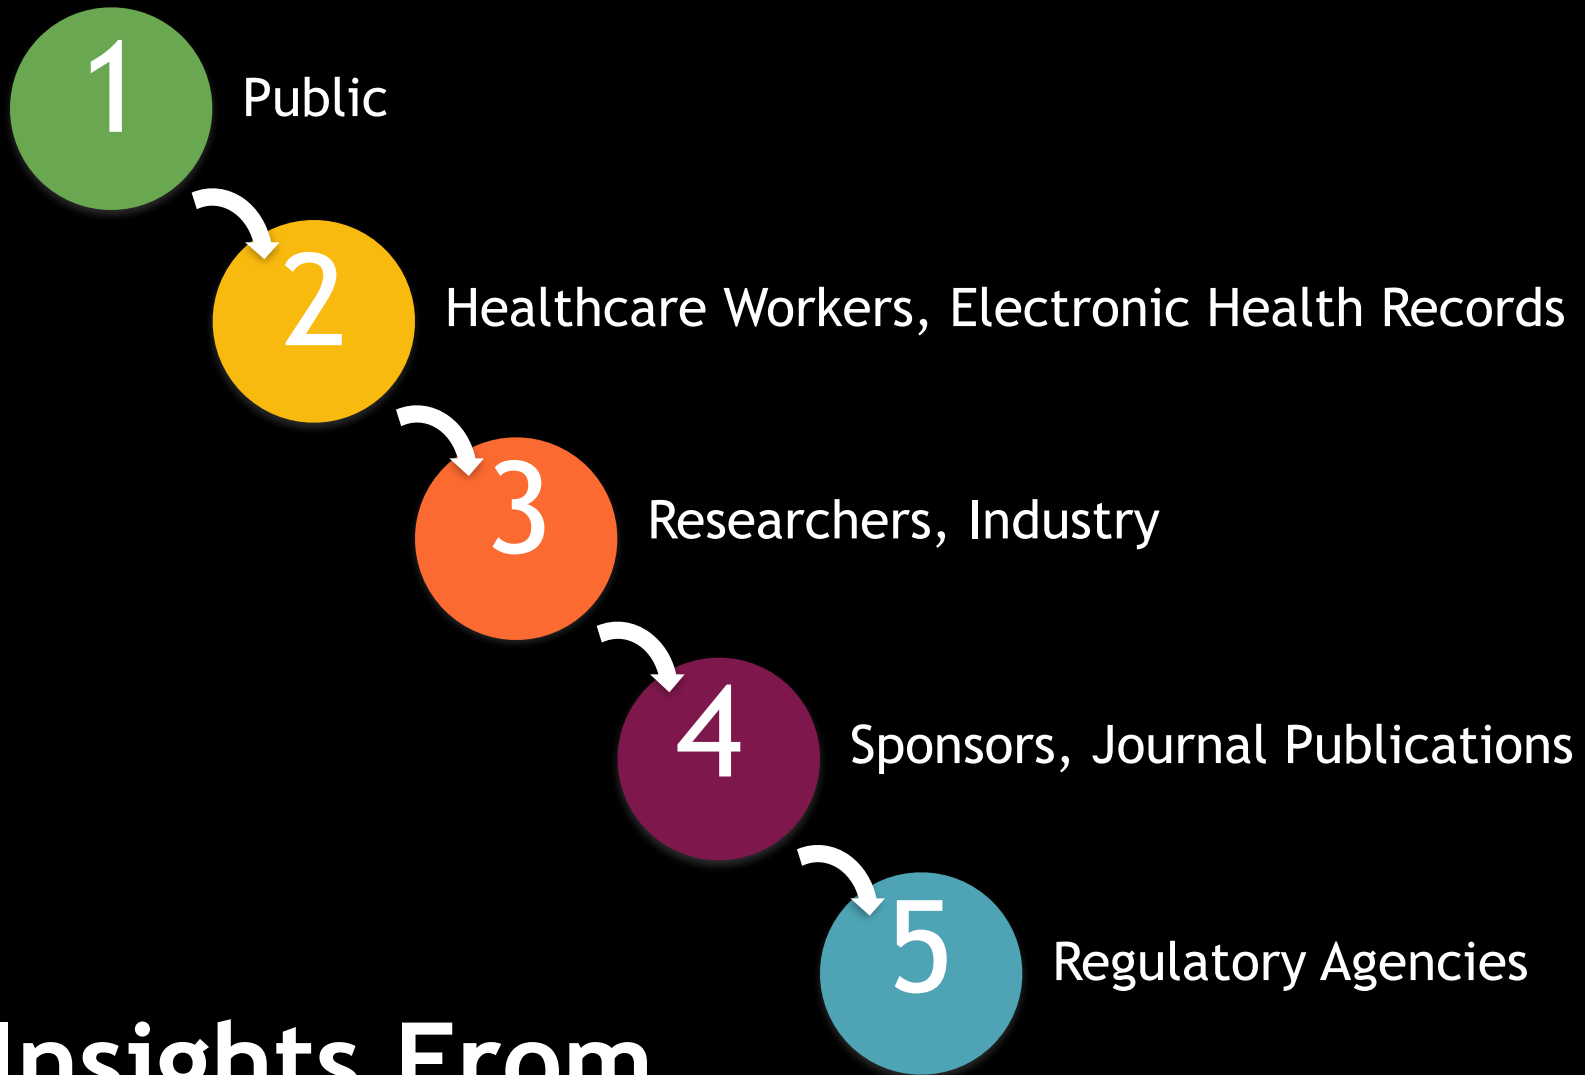 1
Public
2
Healthcare Workers, Electronic Health Records
3
Researchers, Industry
4
Sponsors, Journal Publications
5
Regulatory Agencies
Insights From